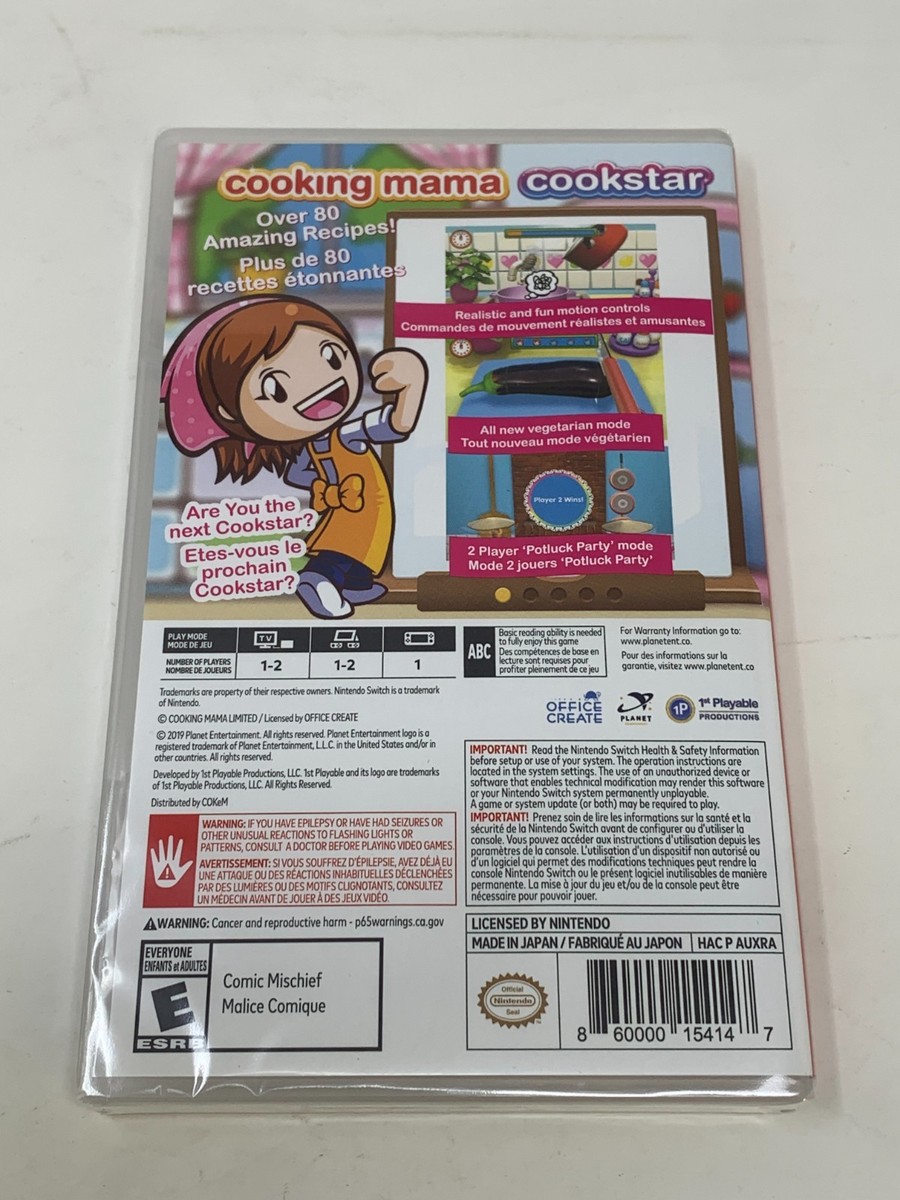 cooking mama cookstar
Over 80
Amazing Recipes!
Plus de 80
recettes étonnantes
Realistic and fun motion controls
Commandes de mouvement réalistes et amusantes
All new vegetarian mode
Tout nouveau mode végétarien
Player 2 Wins!
2 Player ‘Potluck Party’ mode
Mode 2 jouers ‘Potluck Party’
Are You the
next Cookstar?
Etes-vous le
prochain
Cookstar?
PLAY MODE
MODE DE JEU
TV
NUMBER OF PLAYERS
NOMBRE DE JOUEURS
1-2
1-2
1
ABC
Basic reading ability is needed
to fully enjoy this game
Des compétences de base en
lecture sont requises pour
profiter pleinement de ce jeu
For Warranty Information go to:
www.planetent.co.
Pour des informations sur la
garantie, visitez www.planetent.co
Trademarks are property of their respective owners. Nintendo Switch is a trademark
of Nintendo.
© COOKING MAMA LIMITED / Licensed by OFFICE CREATE
© 2019 Planet Entertainment. All rights reserved. Planet Entertainment logo is a
registered trademark of Planet Entertainment, L.L.C. in the United States and/or in
other countries. All rights reserved.
Developed by 1st Playable Productions, LLC. 1st Playable and its logo are trademarks
of 1st Playable Productions, LLC. All Rights Reserved.
Distributed by COKeM
OFFICE
CREATE
PLANET
1P
1st Playable
PRODUCTIONS
IMPORTANT! Read the Nintendo Switch Health & Safety Information
before setup or use of your system. The operation instructions are
located in the system settings. The use of an unauthorized device or
software that enables technical modification may render this software
or your Nintendo Switch system permanently unplayable.
A game or system update (or both) may be required to play.
IMPORTANT! Prenez soin de lire les informations sur la santé et la
sécurité de la Nintendo Switch avant de configurer ou d'utiliser la
console. Vous pouvez accéder aux instructions d'utilisation depuis les
paramètres de la console. L'utilisation d'un dispositif non autorisé ou
d'un logiciel qui permet des modifications techniques peut rendre la
console Nintendo Switch ou le présent logiciel inutilisables de manière
permanente. La mise à jour du jeu et/ou de la console peut être
nécessaire pour pouvoir jouer.
WARNING: IF YOU HAVE EPILEPSY OR HAVE HAD SEIZURES OR
OTHER UNUSUAL REACTIONS TO FLASHING LIGHTS OR
PATTERNS, CONSULT A DOCTOR BEFORE PLAYING VIDEO GAMES.
AVERTISSEMENT: SI VOUS SOUFFREZ D'ÉPILEPSIE, AVEZ DÉJÀ EU
UNE ATTAQUE OU DES RÉACTIONS INHABITUELLES DÉCLENCHÉES
PAR DES LUMIÈRES OU DES MOTIFS CLIGNOTANTS, CONSULTEZ
UN MÉDECIN AVANT DE JOUER À DES JEUX VIDÉO.
WARNING: Cancer and reproductive harm - p65warnings.ca.gov
EVERYONE
ENFANTS et ADULTES
E
ESRB
Comic Mischief
Malice Comique
LICENSED BY NINTENDO
MADE IN JAPAN / FABRIQUÉ AU JAPON
HAC P AUXRA
Official
Nintendo
Seal
8 60000 15414 7